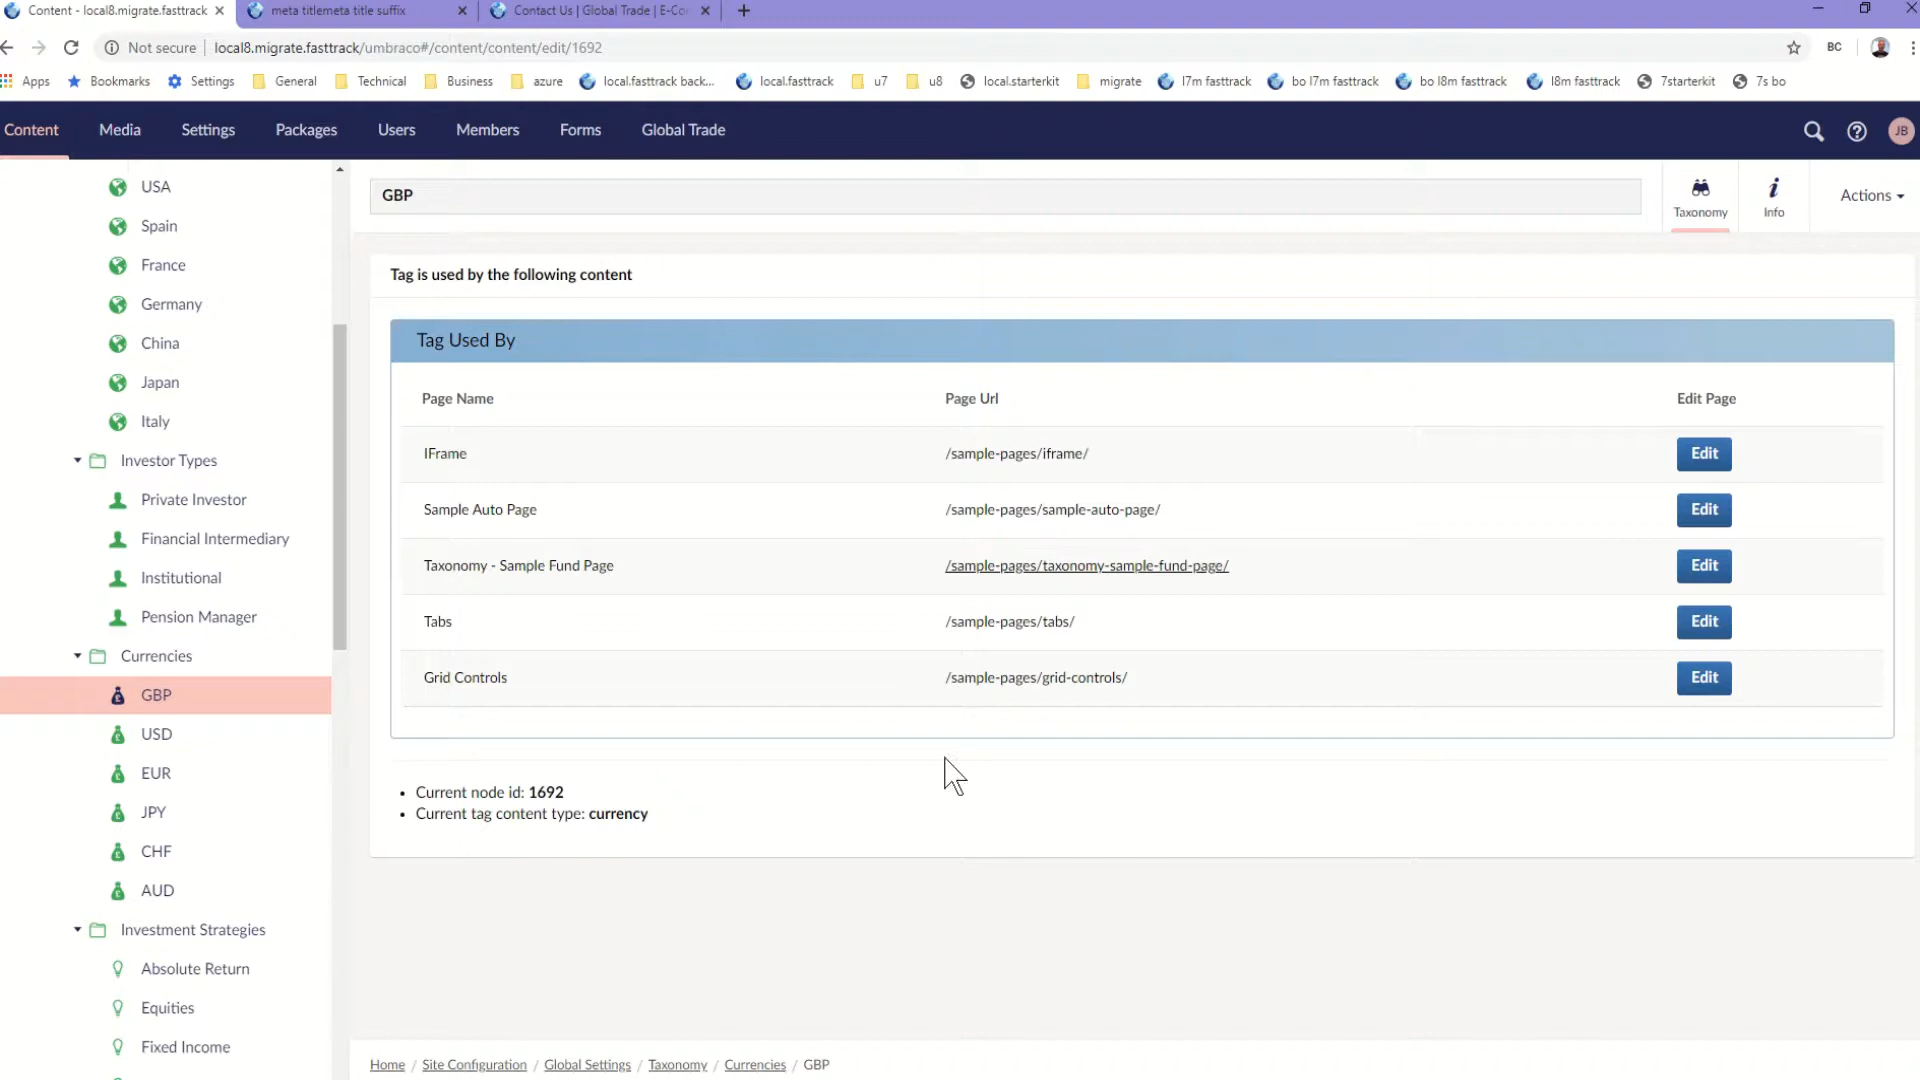 Content - local8.migrate.fasttrack
meta titlemeta title suffix
Contact Us | Global Trade | E-Co
Not secure
local8.migrate.fasttrack/umbraco#/content/content/edit/1692
BC
Apps
Bookmarks
Settings
General
Technical
Business
azure
local.fasttrack back...
local.fasttrack
u7
u8
local.starterkit
migrate
l7m fasttrack
bo l7m fasttrack
bo l8m fasttrack
l8m fasttrack
7starterkit
7s bo
Content
Media
Settings
Packages
Users
Members
Forms
Global Trade
JB
USA
Spain
France
Germany
China
Japan
Italy
Investor Types
Private Investor
Financial Intermediary
Institutional
Pension Manager
Currencies
GBP
USD
EUR
JPY
CHF
AUD
Investment Strategies
Absolute Return
Equities
Fixed Income
GBP
Taxonomy
Info
Actions
Tag is used by the following content
Tag Used By
Page Name Page Url Edit Page
IFrame /sample-pages/iframe/ Edit
Sample Auto Page /sample-pages/sample-auto-page/ Edit
Taxonomy - Sample Fund Page /sample-pages/taxonomy-sample-fund-page/ Edit
Tabs /sample-pages/tabs/ Edit
Grid Controls /sample-pages/grid-controls/ Edit
• Current node id: 1692
• Current tag content type: currency
Home / Site Configuration / Global Settings / Taxonomy / Currencies / GBP